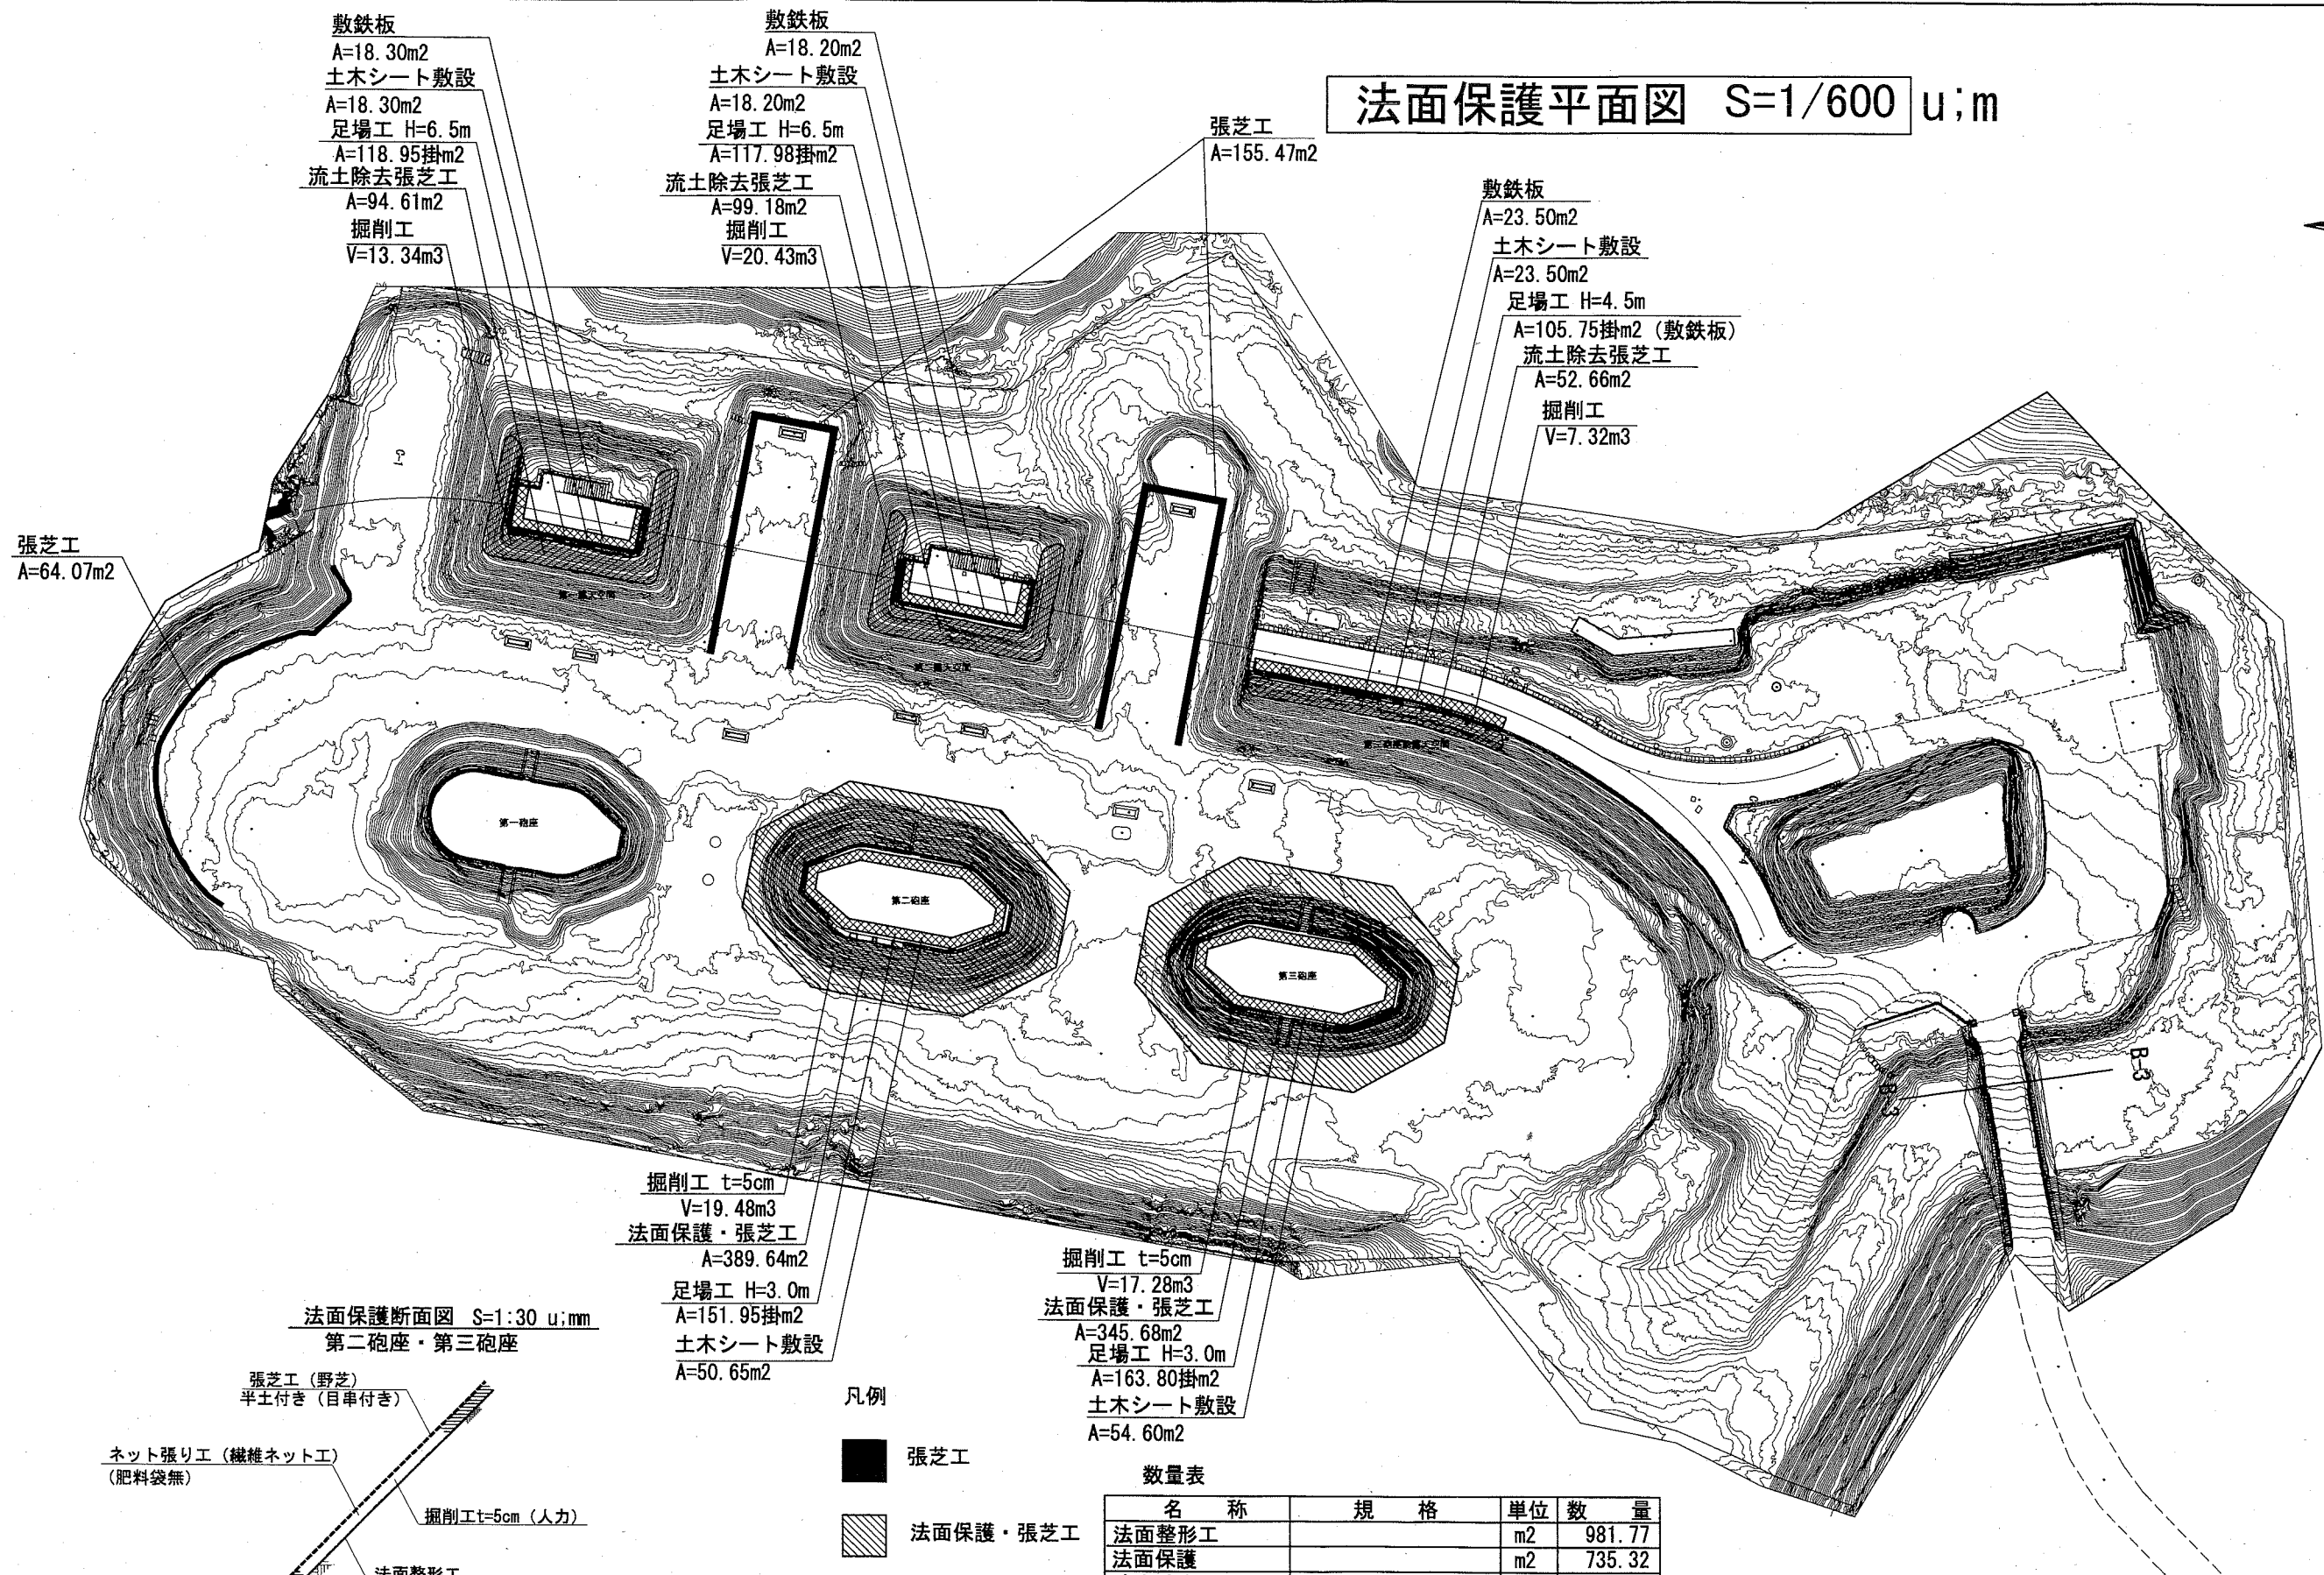 法面保護平面図 S=1/600 u;m
敷鉄板
A=18.30m2
土木シート敷設
A=18.30m2
足場工 H=6.5m
A=118.95掛m2
流土除去張芝工
A=94.61m2
掘削工
V=13.34m3
敷鉄板
A=18.20m2
土木シート敷設
A=18.20m2
足場工 H=6.5m
A=117.98掛m2
流土除去張芝工
A=99.18m2
掘削工
V=20.43m3
張芝工
A=155.47m2
敷鉄板
A=23.50m2
土木シート敷設
A=23.50m2
足場工 H=4.5m
A=105.75掛m2 (敷鉄板)
流土除去張芝工
A=52.66m2
掘削工
V=7.32m3
張芝工
A=64.07m2
第一砲座
第二砲座
第三砲座
B-3
B-3
掘削工 t=5cm
V=19.48m3
法面保護・張芝工
A=389.64m2
足場工 H=3.0m
A=151.95掛m2
土木シート敷設
A=50.65m2
掘削工 t=5cm
V=17.28m3
法面保護・張芝工
A=345.68m2
足場工 H=3.0m
A=163.80掛m2
土木シート敷設
A=54.60m2
法面保護断面図 S=1:30 u;mm
第二砲座・第三砲座
張芝工 (野芝)
半土付き (目串付き)
ネット張り工 (繊維ネット工)
(肥料袋無)
掘削工t=5cm (人力)
法面整形工
凡例
張芝工
法面保護・張芝工
数量表
名 称 規 格 単位 数 量
法面整形工 m2 981.77
法面保護 m2 735.32